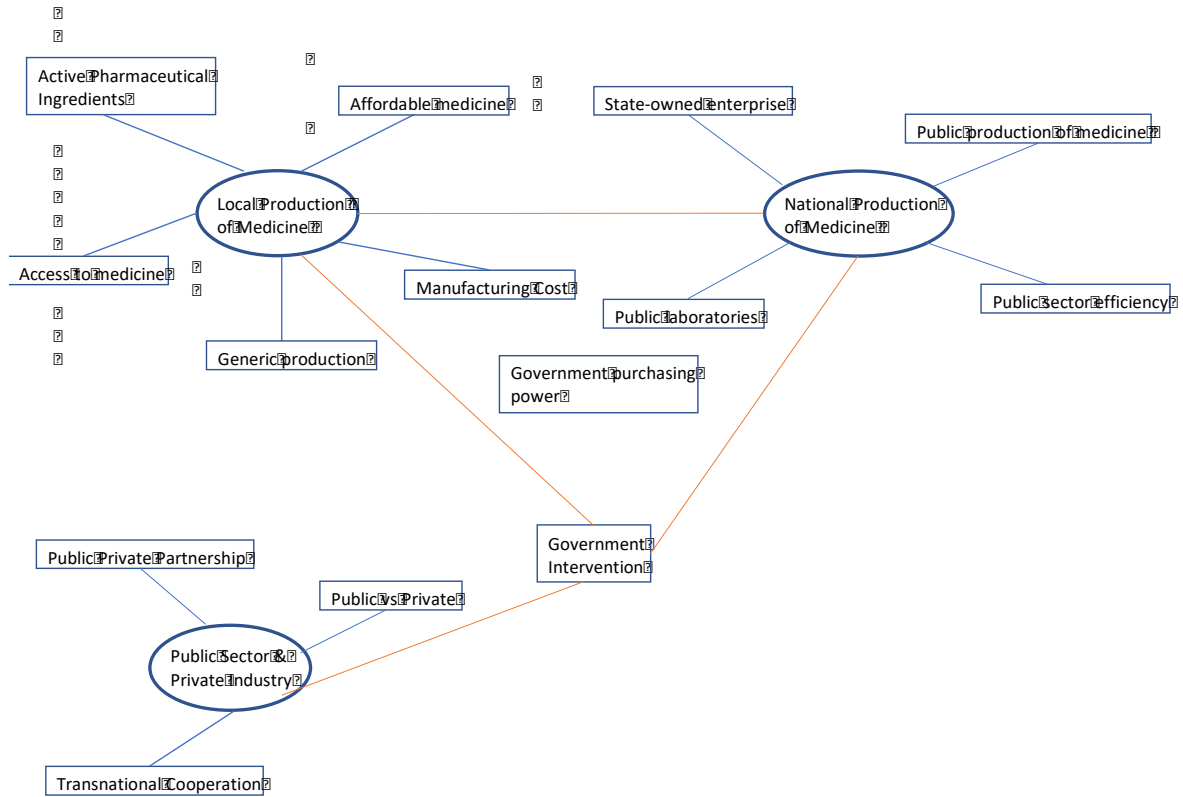 Active Pharmaceutical
Ingredients
Affordable medicine
State-owned enterprise
Public production of medicine
Local Production
of Medicine
National Production
of Medicine
Access to medicine
Manufacturing Cost
Public laboratories
Public sector efficiency
Generic production
Government purchasing
power
Government
Intervention
Public Private Partnership
Public vs Private
Public Sector &
Private Industry
Transnational Cooperation